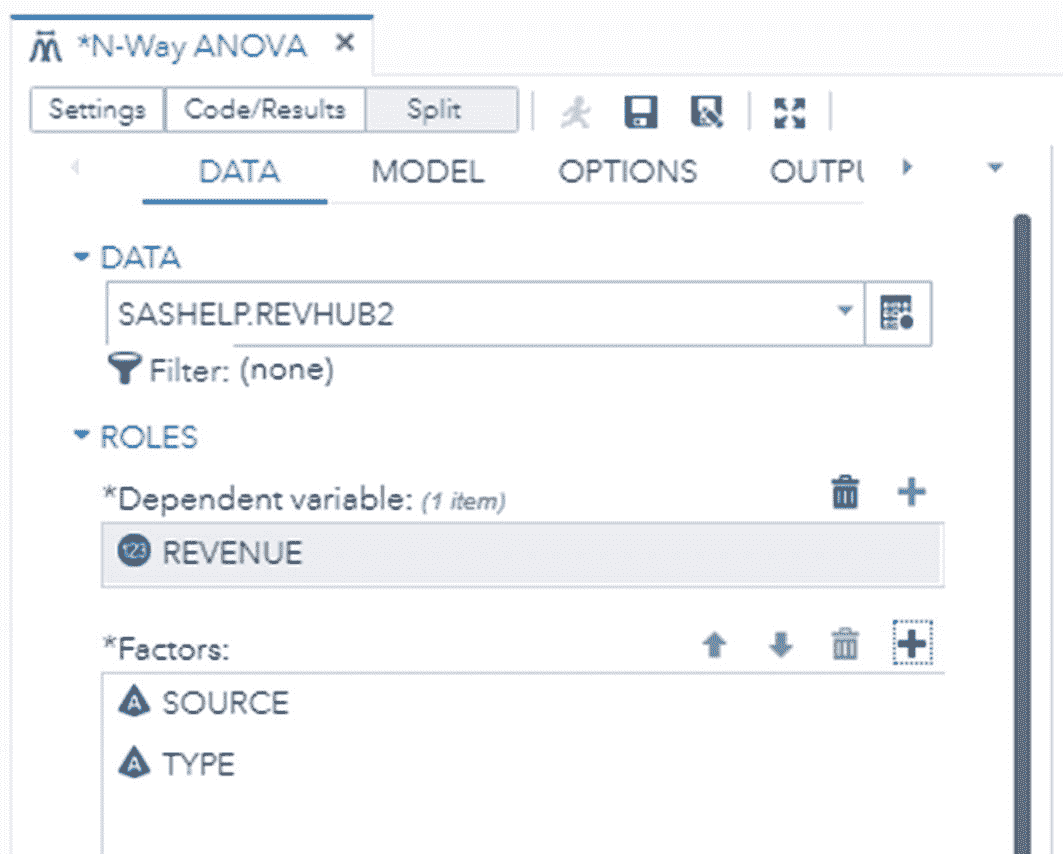 *N-Way ANOVA ×
Settings Code/Results Split
DATA MODEL OPTIONS OUTPU
DATA
SASHELP.REVHUB2
Filter: (none)
ROLES
*Dependent variable: (1 item)
123 REVENUE
*Factors:
A SOURCE
A TYPE